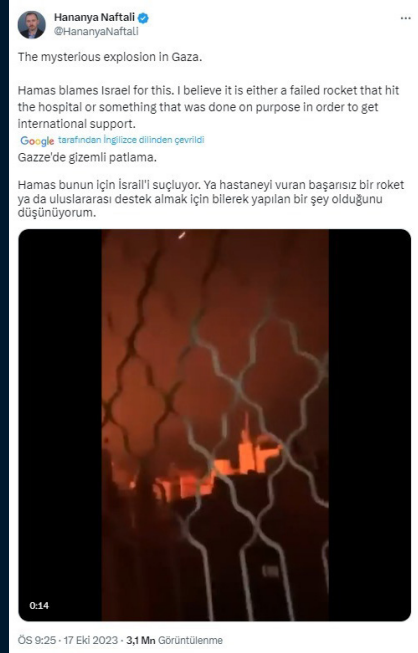 Hananya Naftali
@HananyaNaftali
The mysterious explosion in Gaza.
Hamas blames Israel for this. I believe it is either a failed rocket that hit
the hospital or something that was done on purpose in order to get
international support.
Google tarafından İngilizce dilinden çevrildi
Gazze'de gizemli patlama.
Hamas bunun için İsrail'i suçluyor. Ya hastaneyi vuran başarısız bir roket
ya da uluslararası destek almak için bilerek yapılan bir şey olduğunu
düşünüyorum.
0:14
ÖS 9:25 · 17 Eki 2023 · 3,1 Mn Görüntülenme